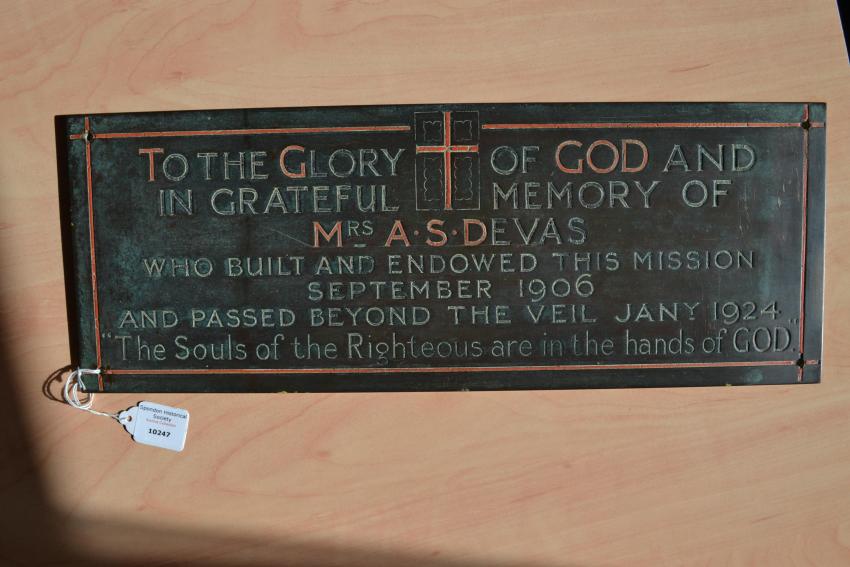 TO THE GLORY OF GOD AND
IN GRATEFUL MEMORY OF
MRS A·S·DEVAS
WHO BUILT AND ENDOWED THIS MISSION
SEPTEMBER 1906
AND PASSED BEYOND THE VEIL JANY 1924
"The Souls of the Righteous are in the hands of GOD."
Spondon Historical
Society
10247